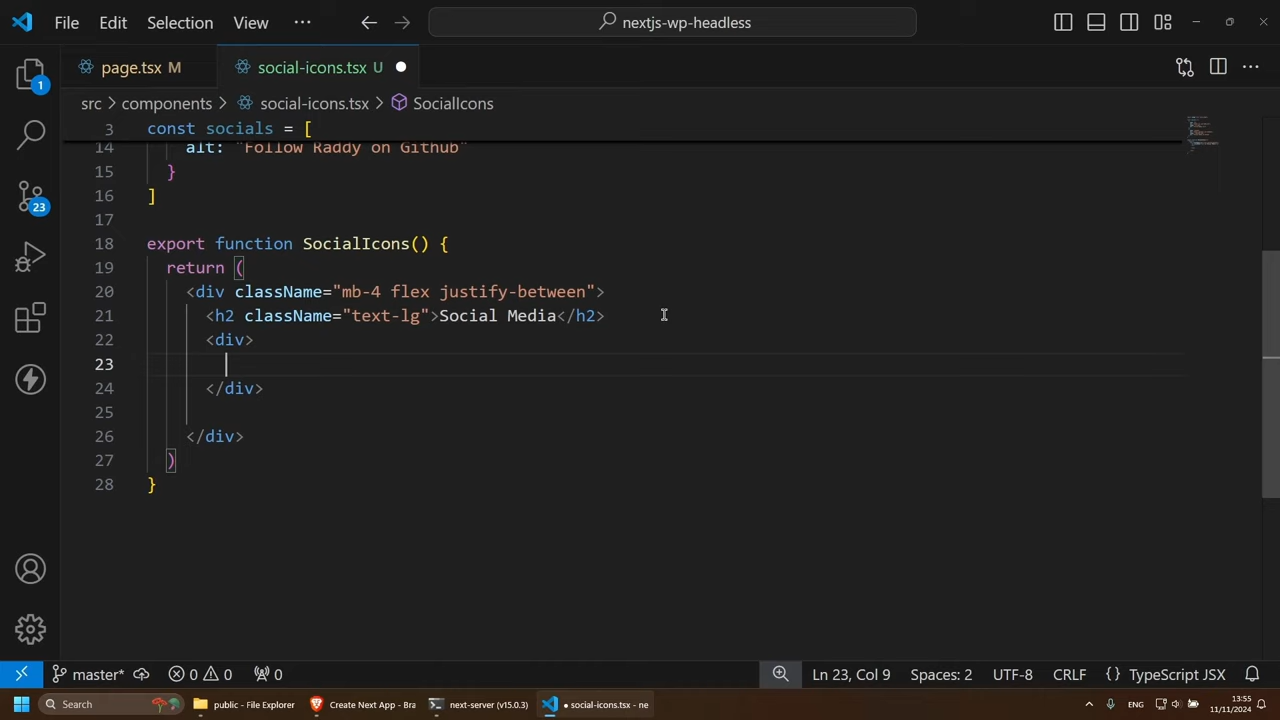 File Edit Selection View ··· nextjs-wp-headless
page.tsx M social-icons.tsx U
src > components > social-icons.tsx > SocialIcons
3 const socials = [
14 alt: "Follow Raddy on Github"
15 }
16 ]
17
18 export function SocialIcons() {
19 return (
20 <div className="mb-4 flex justify-between">
21 <h2 className="text-lg">Social Media</h2>
22 <div>
23
24 </div>
25
26 </div>
27 )
28 }
1
23
master* 0 0 0 Ln 23, Col 9 Spaces: 2 UTF-8 CRLF {} TypeScript JSX
Search public - File Explorer Create Next App - Bra next-server (v15.0.3) ● social-icons.tsx - ne ENG 13:55
11/11/2024